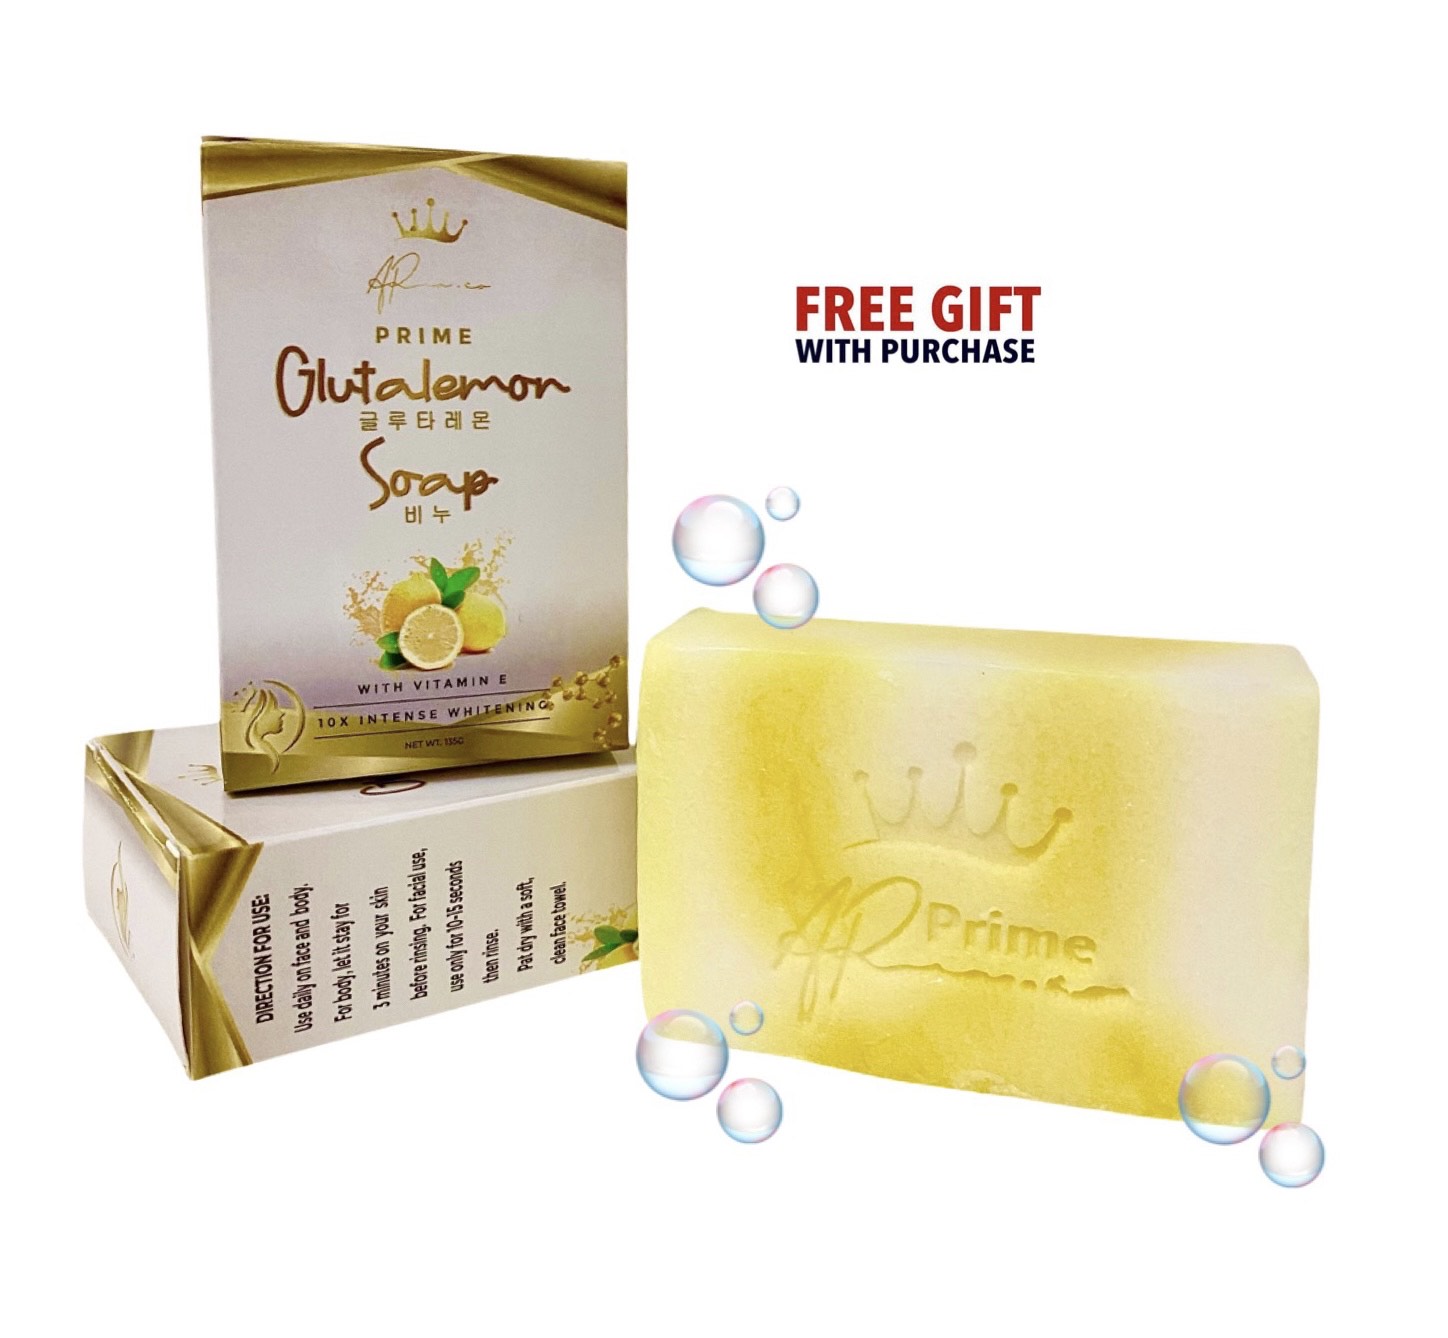 PRIME
Glutalemon
글루타레몬
Soap
비누
WITH VITAMIN E
10X INTENSE WHITENING
NET WT. 135G
DIRECTION FOR USE:
Use daily on face and body.
For body, let it stay for
3 minutes on your skin
before rinsing. For facial use,
use only for 10-15 seconds
then rinse.
Pat dry with a soft,
clean face towel.
FREE GIFT
WITH PURCHASE
Prime